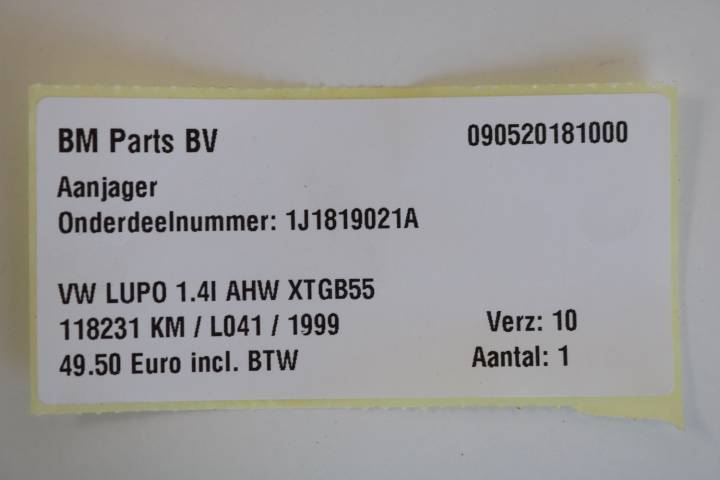 BM Parts BV 090520181000
Aanjager
Onderdeelnummer: 1J1819021A
VW LUPO 1.4I AHW XTGB55
118231 KM / L041 / 1999 Verz: 10
49.50 Euro incl. BTW Aantal: 1